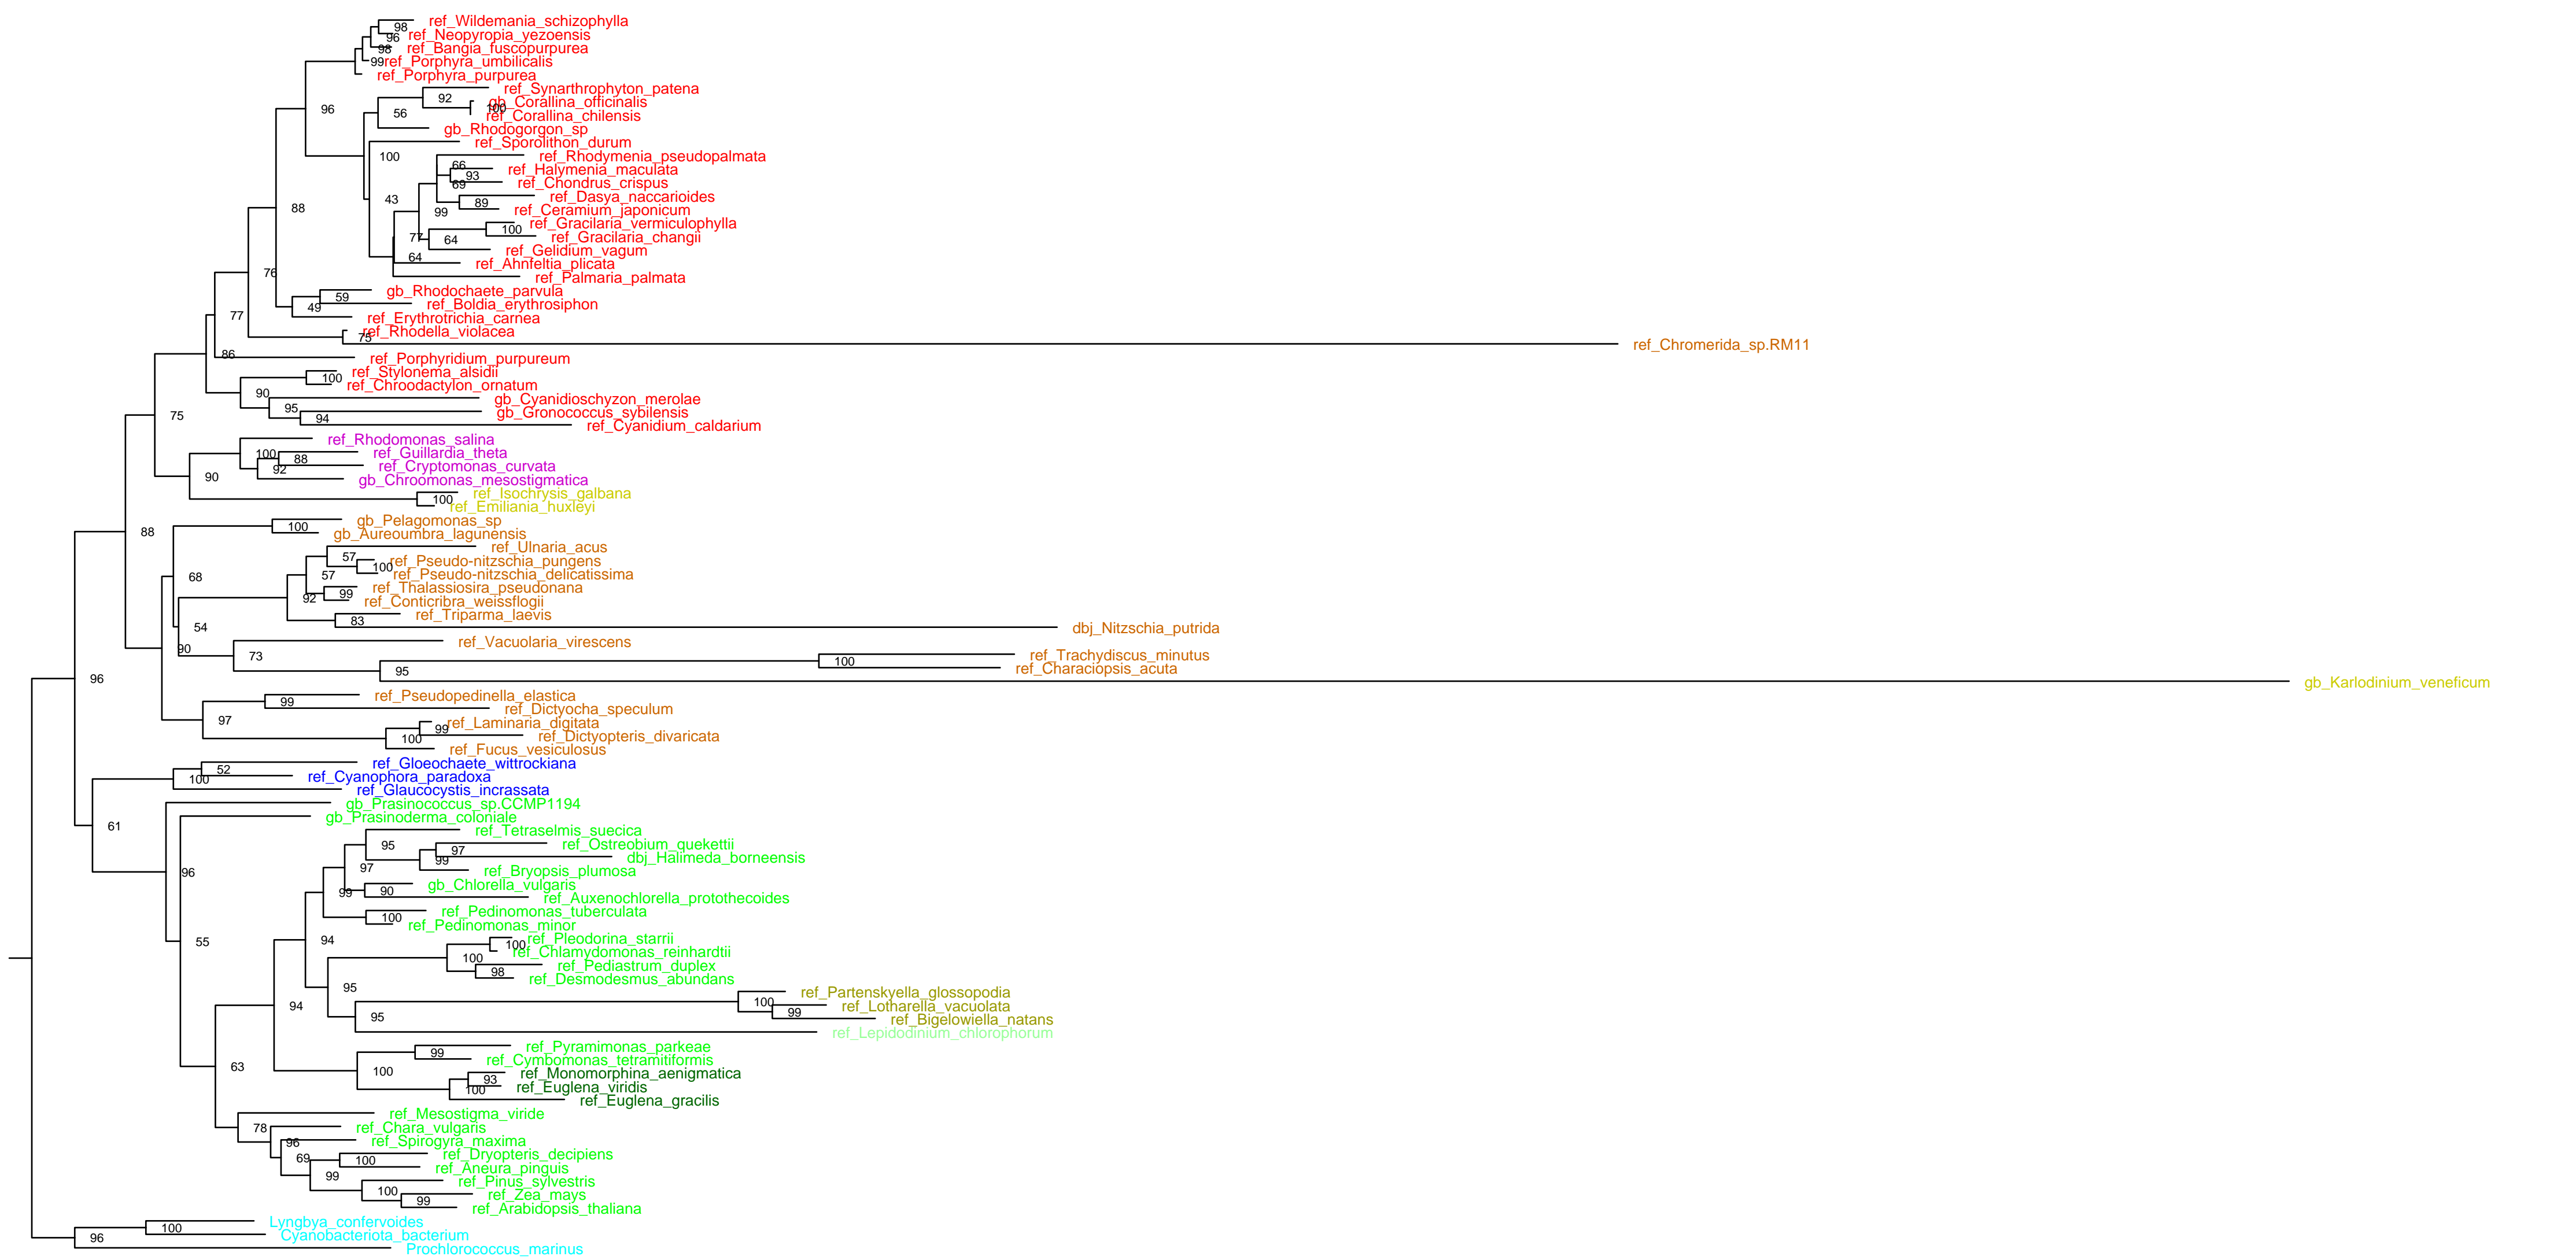 ref_Wildemania_schizophylla
98
96
ref_Neopyropia_yezoensis
98
ref_Bangia_fuscopurpurea
99
ref_Porphyra_umbilicalis
ref_Porphyra_purpurea
ref_Synarthrophyton_patena
92
gb_Corallina_officinalis
100
96
56
ref_Corallina_chilensis
gb_Rhodogorgon_sp
ref_Sporolithon_durum
100
ref_Rhodymenia_pseudopalmata
66
ref_Halymenia_maculata
93
69
ref_Chondrus_crispus
ref_Dasya_naccarioides
43
89
88
99
ref_Ceramium_japonicum
ref_Gracilaria_vermiculophylla
100
77
64
ref_Gracilaria_changii
ref_Gelidium_vagum
64
ref_Ahnfeltia_plicata
76
ref_Palmaria_palmata
gb_Rhodochaete_parvula
59
49
ref_Boldia_erythrosiphon
77
ref_Erythrotrichia_carnea
ref_Rhodella_violacea
75
ref_Chromerida_sp.RM11
86
ref_Porphyridium_purpureum
ref_Stylonema_alsidii
100
ref_Chroodactylon_ornatum
90
gb_Cyanidioschyzon_merolae
95
gb_Gronococcus_sybilensis
75
94
ref_Cyanidium_caldarium
ref_Rhodomonas_salina
100
ref_Guillardia_theta
88
92
ref_Cryptomonas_curvata
90
gb_Chroomonas_mesostigmatica
ref_Isochrysis_galbana
100
ref_Emiliania_huxleyi
gb_Pelagomonas_sp
88
100
gb_Aureoumbra_lagunensis
ref_Ulnaria_acus
57
ref_Pseudo-nitzschia_pungens
100
68
57
ref_Pseudo-nitzschia_delicatissima
ref_Thalassiosira_pseudonana
99
92
ref_Conticribra_weissflogii
ref_Triparma_laevis
83
54
dbj_Nitzschia_putrida
ref_Vacuolaria_virescens
90
73
ref_Trachydiscus_minutus
100
95
ref_Characiopsis_acuta
96
gb_Karlodinium_veneficum
ref_Pseudopedinella_elastica
99
ref_Dictyocha_speculum
97
ref_Laminaria_digitata
99
100
ref_Dictyopteris_divaricata
ref_Fucus_vesiculosus
ref_Gloeochaete_wittrockiana
52
100
ref_Cyanophora_paradoxa
ref_Glaucocystis_incrassata
gb_Prasinococcus_sp.CCMP1194
61
gb_Prasinoderma_coloniale
ref_Tetraselmis_suecica
95
ref_Ostreobium_quekettii
97
99
dbj_Halimeda_borneensis
96
97
ref_Bryopsis_plumosa
gb_Chlorella_vulgaris
99
90
ref_Auxenochlorella_protothecoides
ref_Pedinomonas_tuberculata
100
ref_Pedinomonas_minor
55
94
ref_Pleodorina_starrii
100
ref_Chlamydomonas_reinhardtii
100
ref_Pediastrum_duplex
98
ref_Desmodesmus_abundans
95
ref_Partenskyella_glossopodia
100
94
ref_Lotharella_vacuolata
99
95
ref_Bigelowiella_natans
ref_Lepidodinium_chlorophorum
ref_Pyramimonas_parkeae
99
ref_Cymbomonas_tetramitiformis
63
100
ref_Monomorphina_aenigmatica
93
100
ref_Euglena_viridis
ref_Euglena_gracilis
ref_Mesostigma_viride
78
ref_Chara_vulgaris
96
ref_Spirogyra_maxima
69
ref_Dryopteris_decipiens
100
99
ref_Aneura_pinguis
ref_Pinus_sylvestris
100
ref_Zea_mays
99
ref_Arabidopsis_thaliana
Lyngbya_confervoides
100
96
Cyanobacteriota_bacterium
Prochlorococcus_marinus